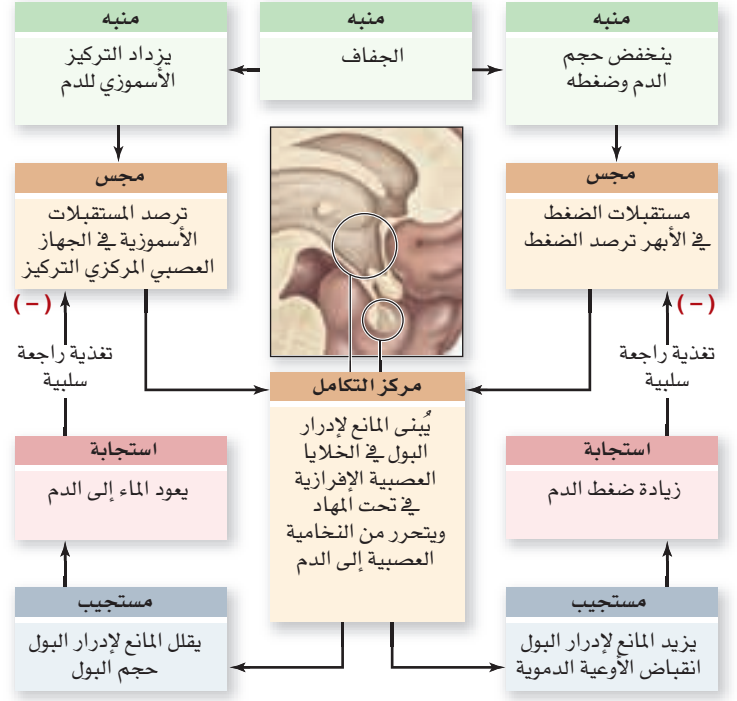 منبه
ينخفض حجم
الدم وضغطه
منبه
الجفاف
منبه
يزداد التركيز
الأسموزي للدم
مجس
مستقبلات الضغط
في الأبهر ترصد الضغط
مجس
ترصد المستقبلات
الأسموزية في الجهاز
العصبي المركزي التركيز
(–)
تغذية راجعة
سلبية
(–)
تغذية راجعة
سلبية
مركز التكامل
يُبنى المانع لإدرار
البول في الخلايا
العصبية الإفرازية
في تحت المهاد
ويتحرر من النخامية
العصبية إلى الدم
استجابة
زيادة ضغط الدم
استجابة
يعود الماء إلى الدم
مستجيب
يزيد المانع لإدرار البول
انقباض الأوعية الدموية
مستجيب
يقلل المانع لإدرار البول
حجم البول